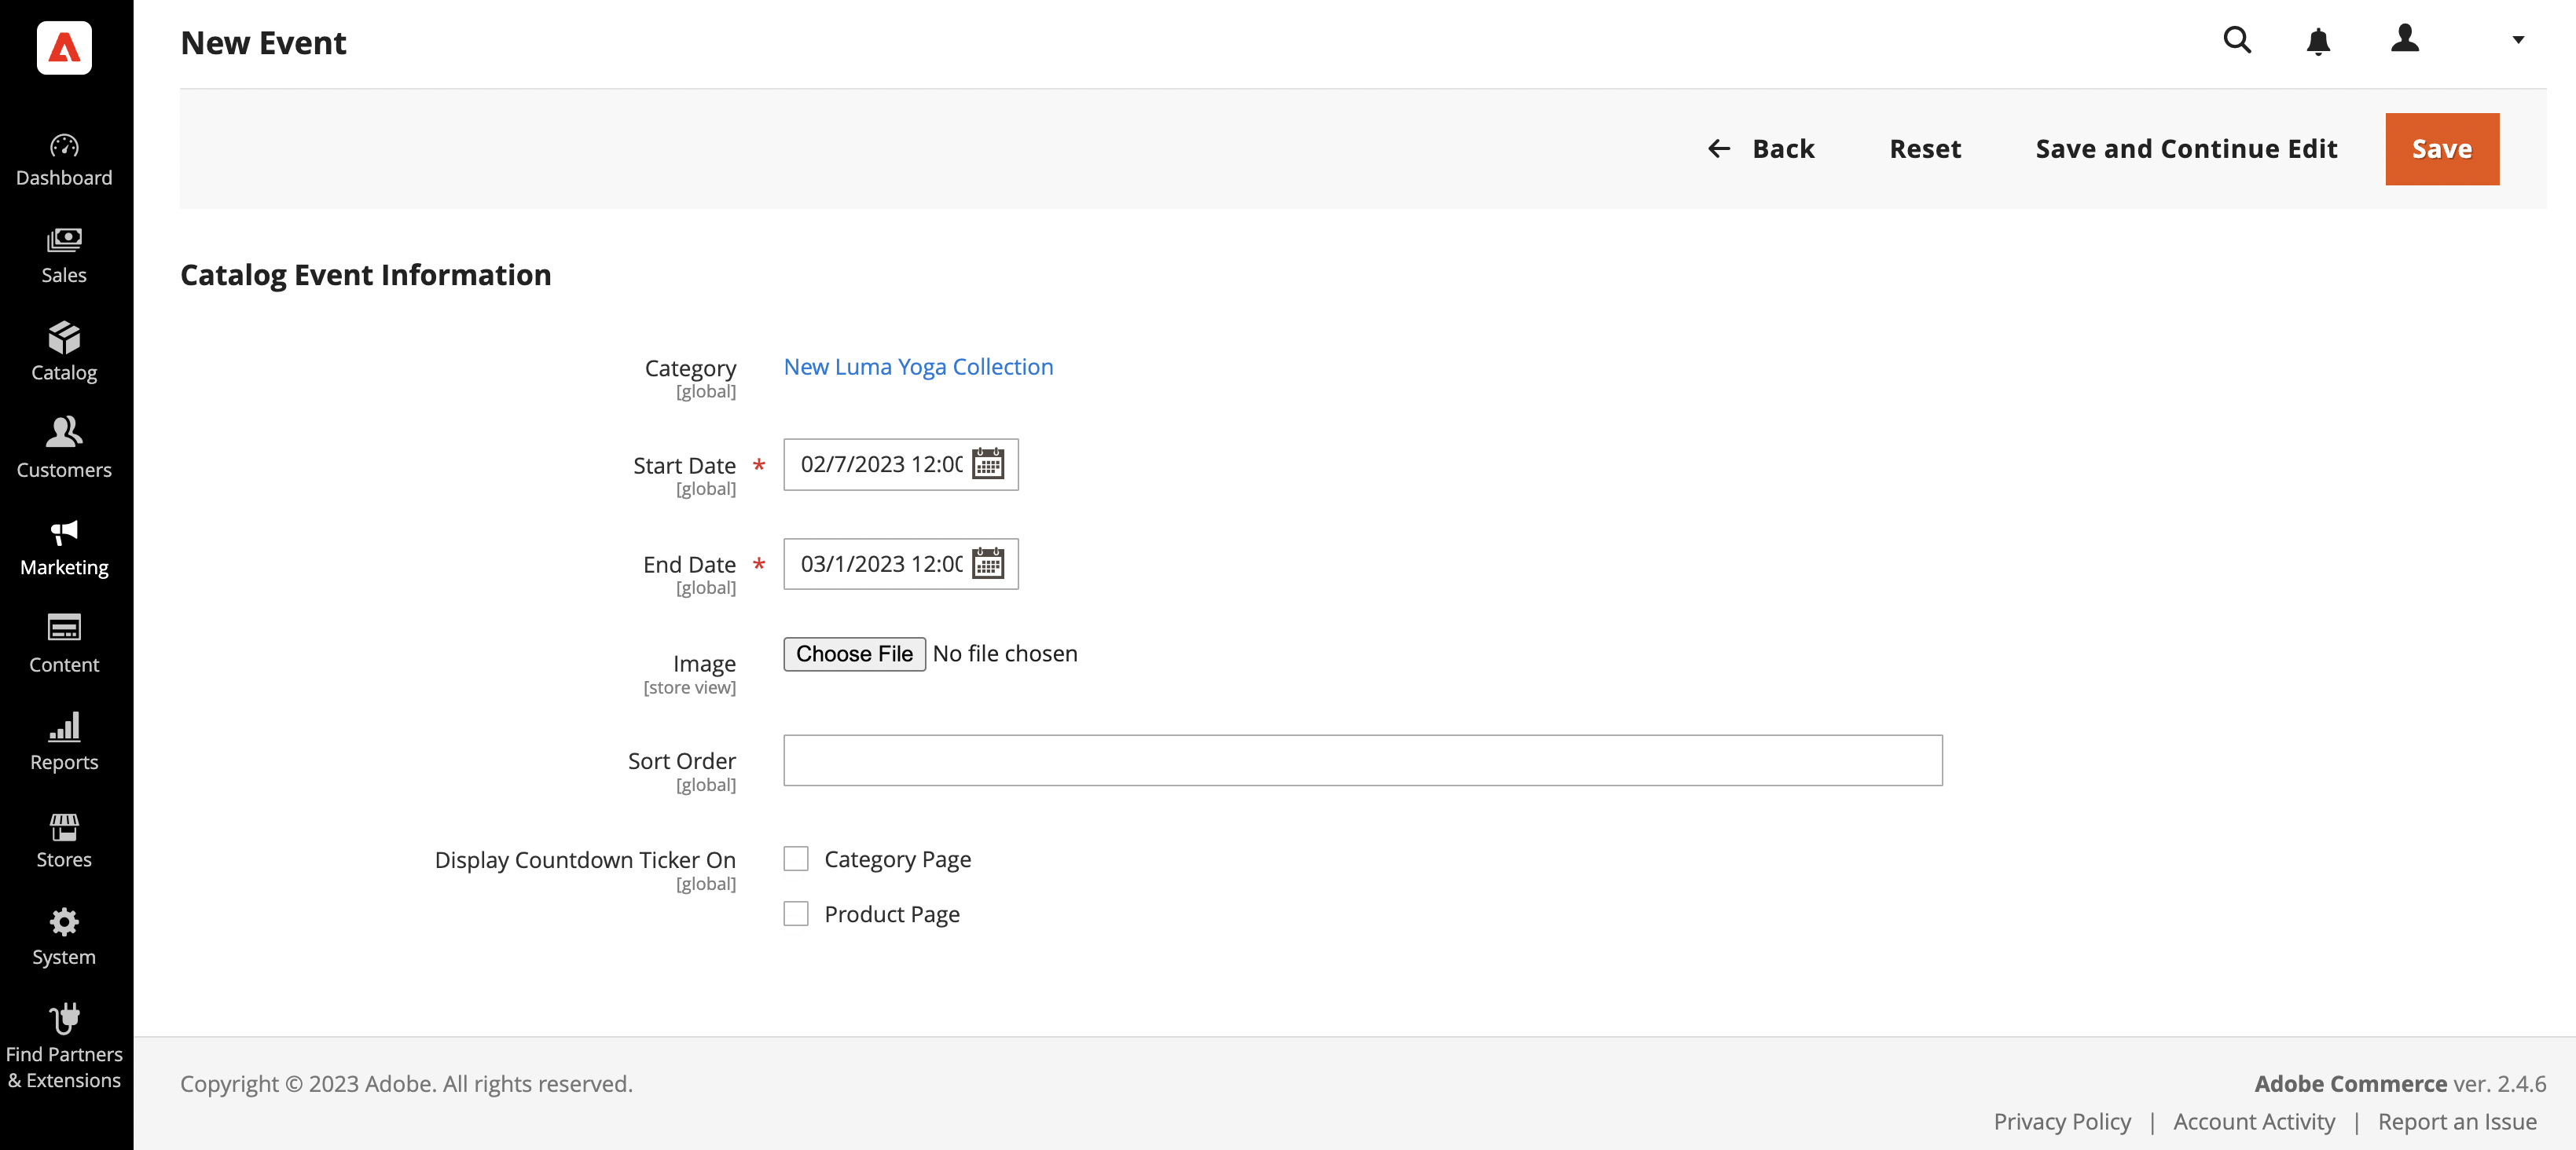 New Event
Dashboard
Sales
Catalog
Customers
Marketing
Content
Reports
Stores
System
Find Partners
& Extensions
Back
Reset
Save and Continue Edit
Save
Catalog Event Information
Category
[global]
New Luma Yoga Collection
Start Date *
[global]
02/7/2023 12:00
End Date *
[global]
03/1/2023 12:00
Image
[store view]
Choose File No file chosen
Sort Order
[global]
Display Countdown Ticker On
[global]
Category Page
Product Page
Copyright © 2023 Adobe. All rights reserved.
Adobe Commerce ver. 2.4.6
Privacy Policy | Account Activity | Report an Issue